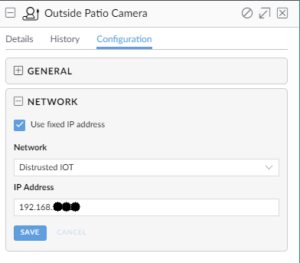 Outside Patio Camera
Details History Configuration
GENERAL
NETWORK
Use fixed IP address
Network
Distrusted IOT
IP Address
192.168.
SAVE CANCEL